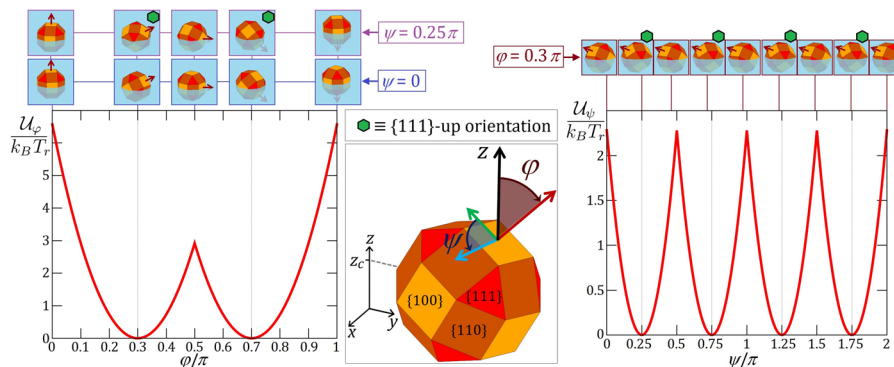 ψ=0.25π
ψ=0
φ=0.3π
𝒰φ
k_B T_r
6
5
4
3
2
1
0
0 0.1 0.2 0.3 0.4 0.5 0.6 0.7 0.8 0.9 1
φ/π
≡ {111}-up orientation
z
φ
ψ
z
z_c
x
y
{100}
{111}
{110}
𝒰ψ
k_B T_r
2
1.5
1
0.5
0
0 0.25 0.5 0.75 1 1.25 1.5 1.75 2
ψ/π